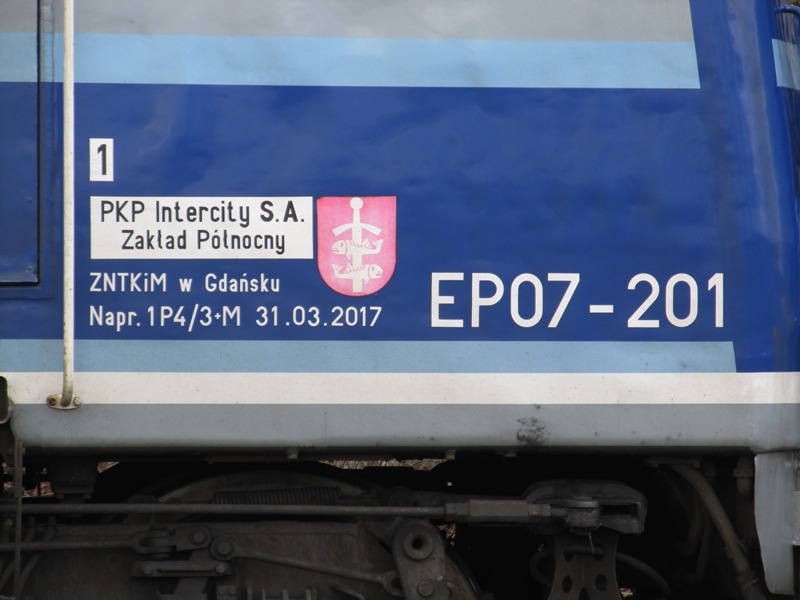 1
PKP Intercity S.A.
Zakład Północny
ZNTKiM w Gdańsku
Napr. 1P4/3+M 31.03.2017
EP07-201